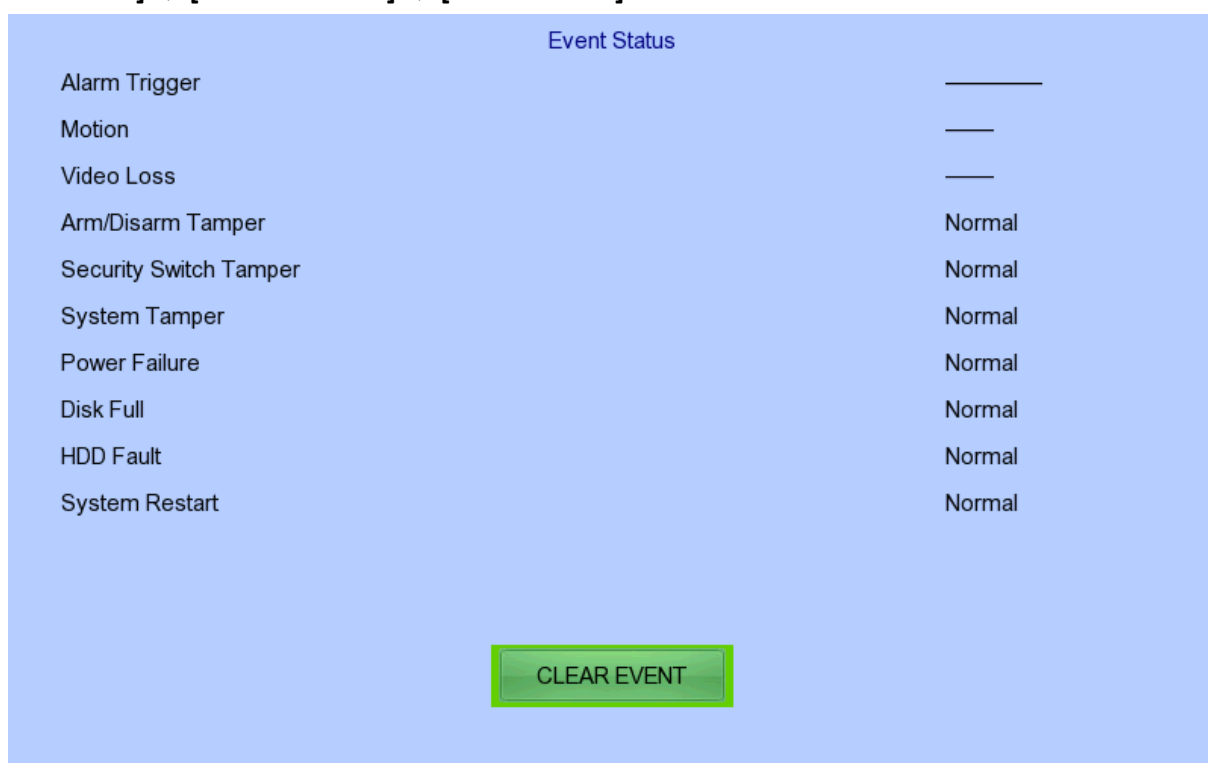 Event Status
Alarm Trigger ————
Motion ——
Video Loss ——
Arm/Disarm Tamper Normal
Security Switch Tamper Normal
System Tamper Normal
Power Failure Normal
Disk Full Normal
HDD Fault Normal
System Restart Normal
CLEAR EVENT